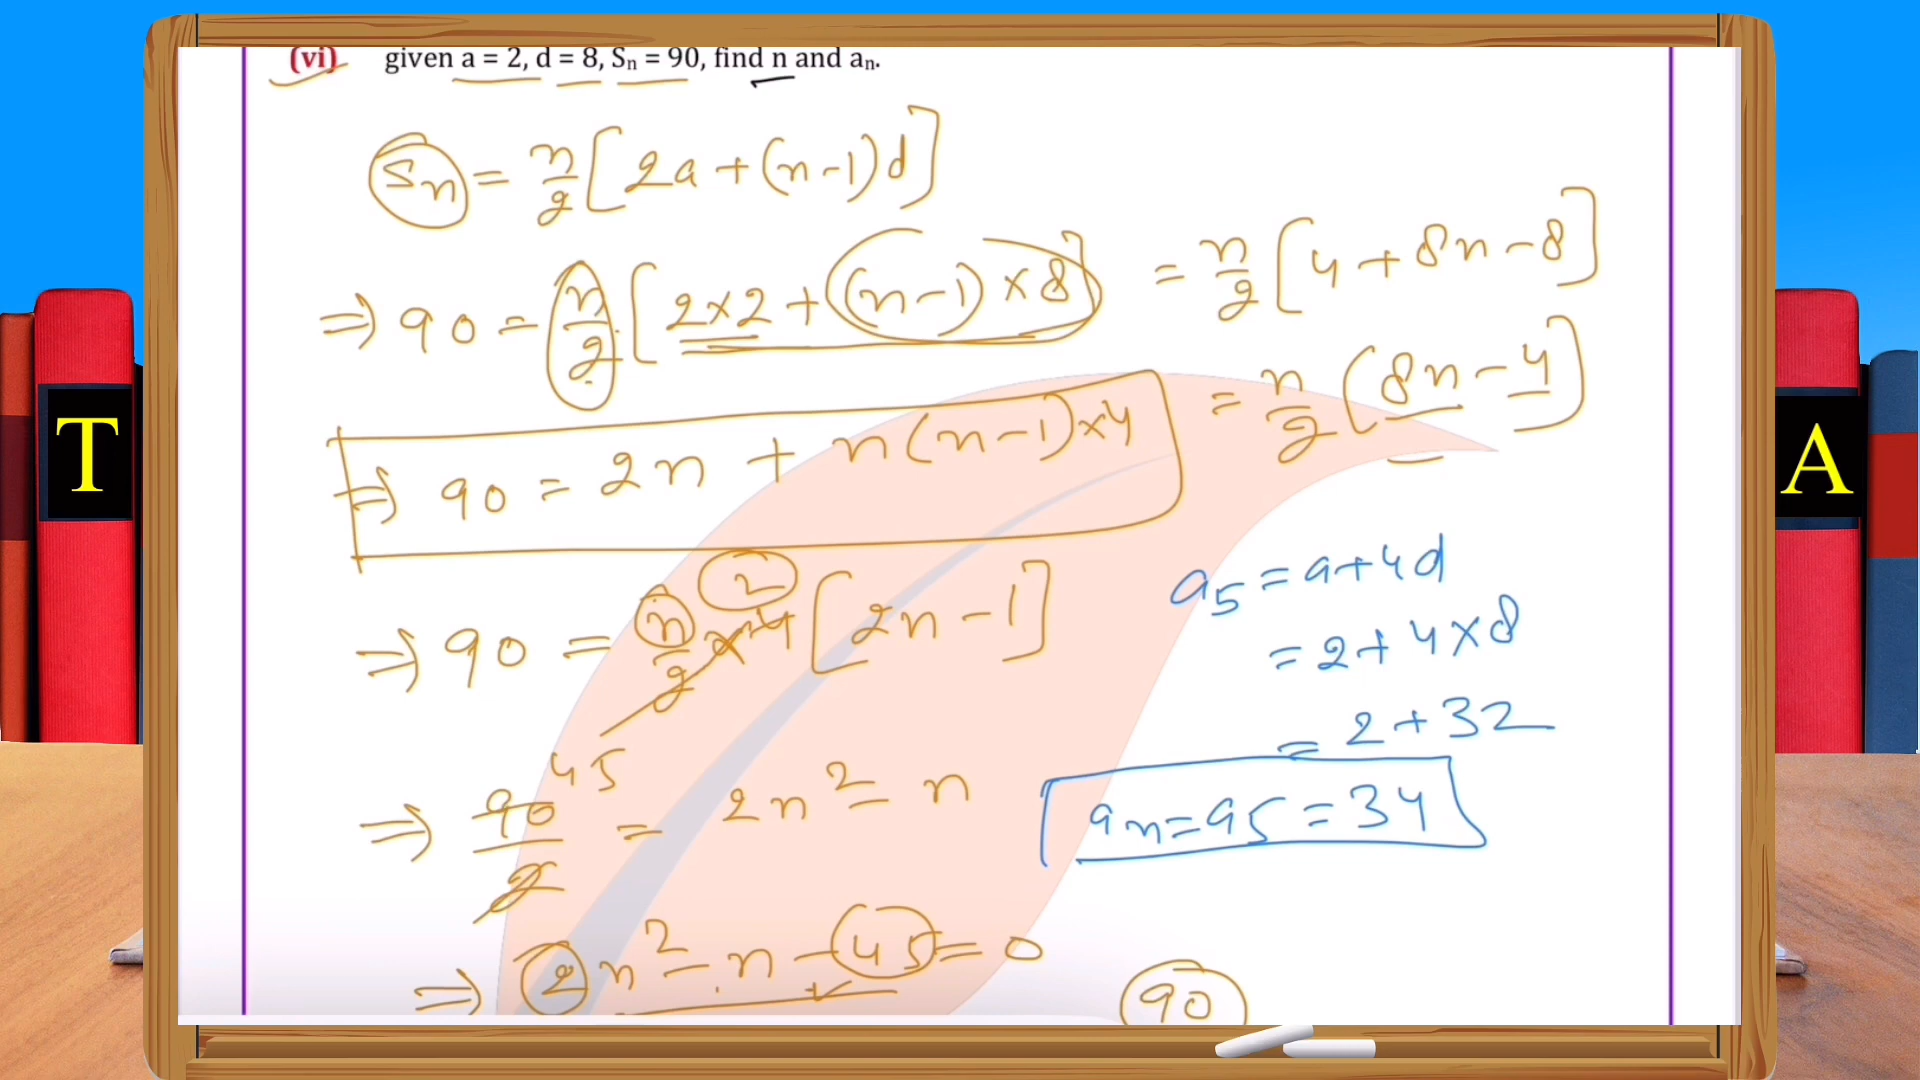 (vi) given a = 2, d = 8, Sn = 90, find n and an.
Sn = n/2 [2a + (n-1)d]
⇒ 90 = n/2 [2×2 + (n-1)×8] = n/2 [4 + 8n - 8]
= n/2 (8n - 4]
⇒ 90 = 2n + n(n-1)×4
⇒ 90 = n/2 × 4 2 [2n - 1]
⇒ 90/2 45 = 2n² - n
⇒ 2n² - n - 45 = 0
90
a5 = a+4d
= 2 + 4×8
= 2 + 32
an = a5 = 34
T
A